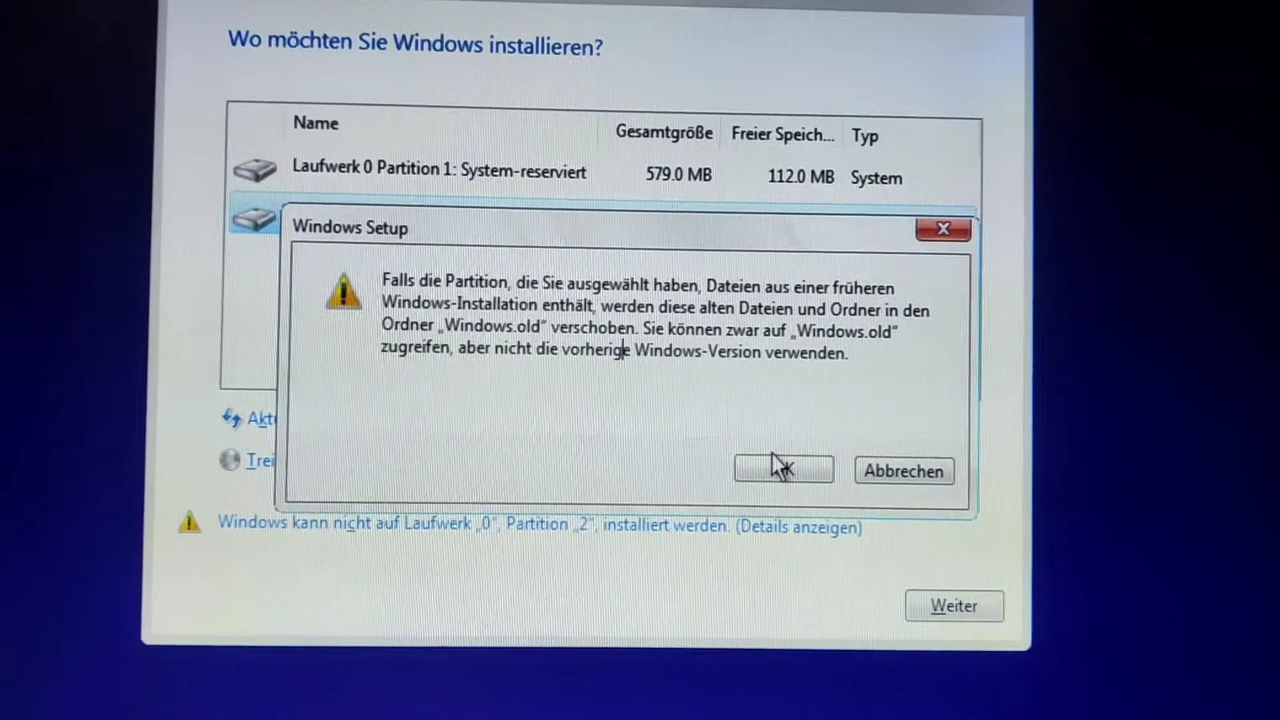 Wo möchten Sie Windows installieren?
Name Gesamtgröße Freier Speich... Typ
Laufwerk 0 Partition 1: System-reserviert 579.0 MB 112.0 MB System
Windows Setup
Falls die Partition, die Sie ausgewählt haben, Dateien aus einer früheren
Windows-Installation enthält, werden diese alten Dateien und Ordner in den
Ordner „Windows.old" verschoben. Sie können zwar auf „Windows.old"
zugreifen, aber nicht die vorherige Windows-Version verwenden.
Akt
Trei
Abbrechen
Windows kann nicht auf Laufwerk „0", Partition „2", installiert werden. (Details anzeigen)
Weiter